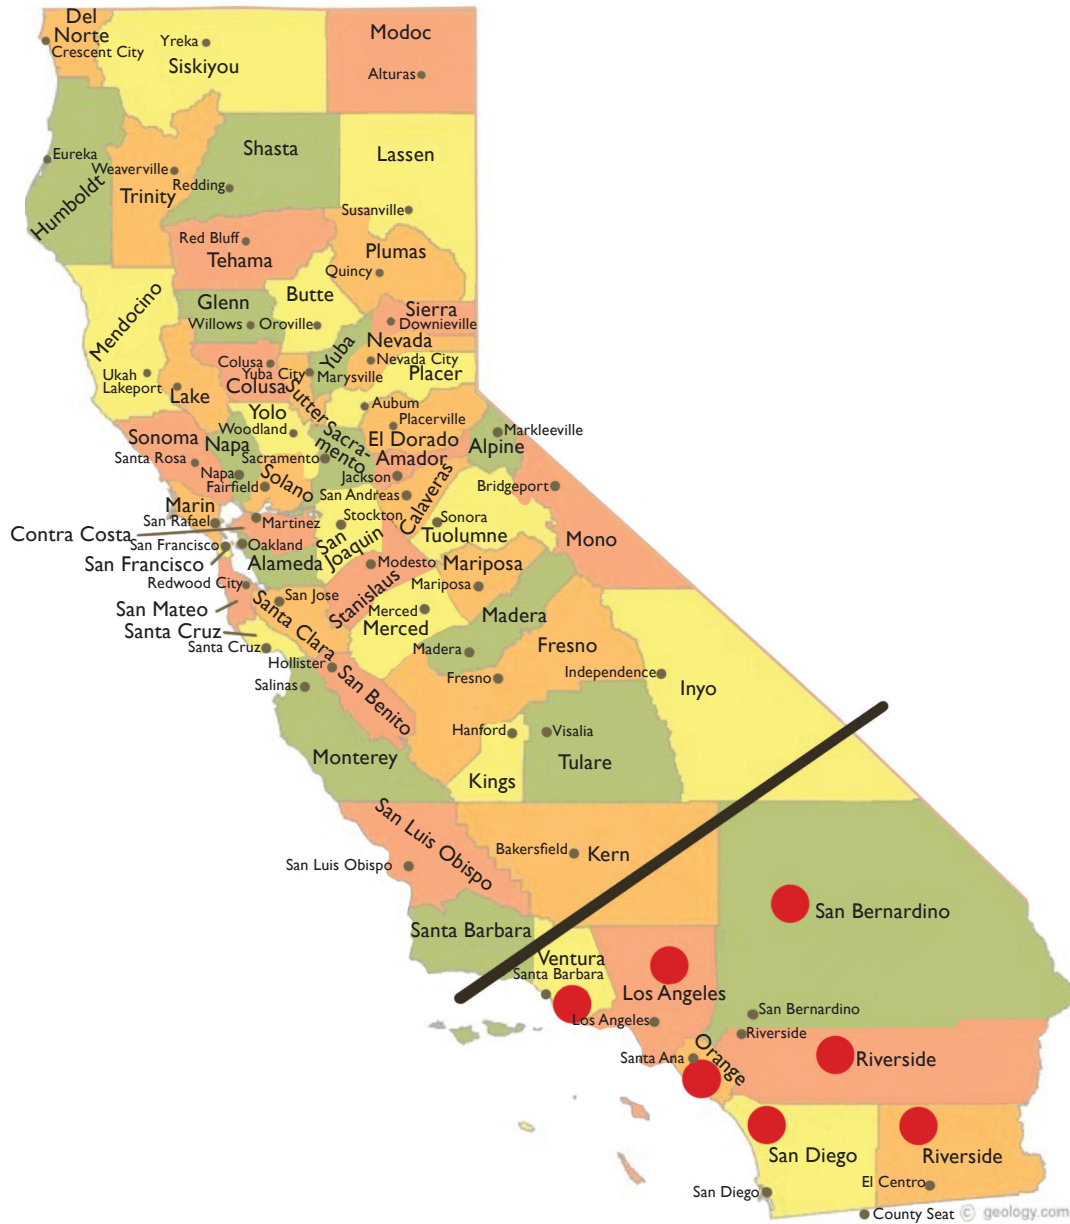 Del
Norte
Crescent City
Yreka
Siskiyou
Modoc
Alturas
Eureka
Humboldt
Weaverville
Trinity
Redding
Shasta
Lassen
Susanville
Red Bluff
Tehama
Plumas
Quincy
Mendocino
Glenn
Willows
Butte
Oroville
Sierra
Downieville
Yuba
Nevada
Nevada City
Colusa
Colusa
Yuba City
Marysville
Placer
Ukah
Lakeport
Lake
Sutter
Auburn
Placerville
El Dorado
Yolo
Woodland
Sacra-
mento
Sacramento
Sonoma
Santa Rosa
Napa
Napa
Solano
Fairfield
Alpine
Markleeville
Amador
Jackson
San Andreas
Calaveras
Bridgeport
Marin
San Rafael
Martinez
Contra Costa
Stockton
San
Joaquin
Sonora
Tuolumne
Mono
San Francisco
Oakland
San Francisco
Alameda
Modesto
Stanislaus
Mariposa
Mariposa
Redwood City
San Jose
San Mateo
Santa Clara
Merced
Merced
Madera
Madera
Santa Cruz
Santa Cruz
Hollister
San Benito
Fresno
Fresno
Independence
Inyo
Salinas
Monterey
Hanford
Kings
Visalia
Tulare
San Luis Obispo
San Luis Obispo
Bakersfield
Kern
Santa Barbara
Ventura
Santa Barbara
Los Angeles
Los Angeles
San Bernardino
San Bernardino
Riverside
Riverside
Santa Ana
Orange
San Diego
San Diego
Riverside
El Centro
County Seat
© geology.com